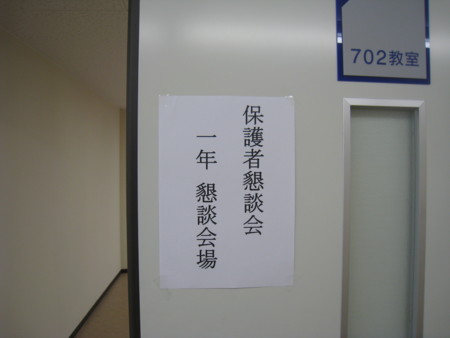 702教室
保護者懇談会
一年 懇談会場